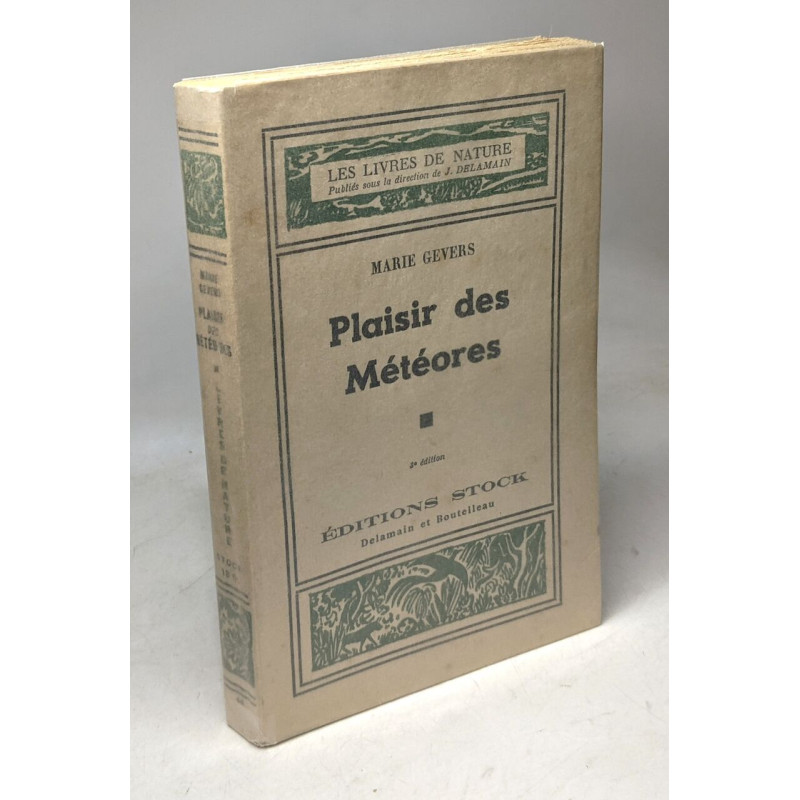 LES LIVRES DE NATURE
Publiés sous la direction de J. DELAMAIN
MARIE GEVERS
Plaisir des
Météores
édition
ÉDITIONS STOCK
Delamain et Boutelleau
MARIE
GEVERS
PLAISIR
DES
MÉTÉORES
LIVRES DE NATURE
STOCK